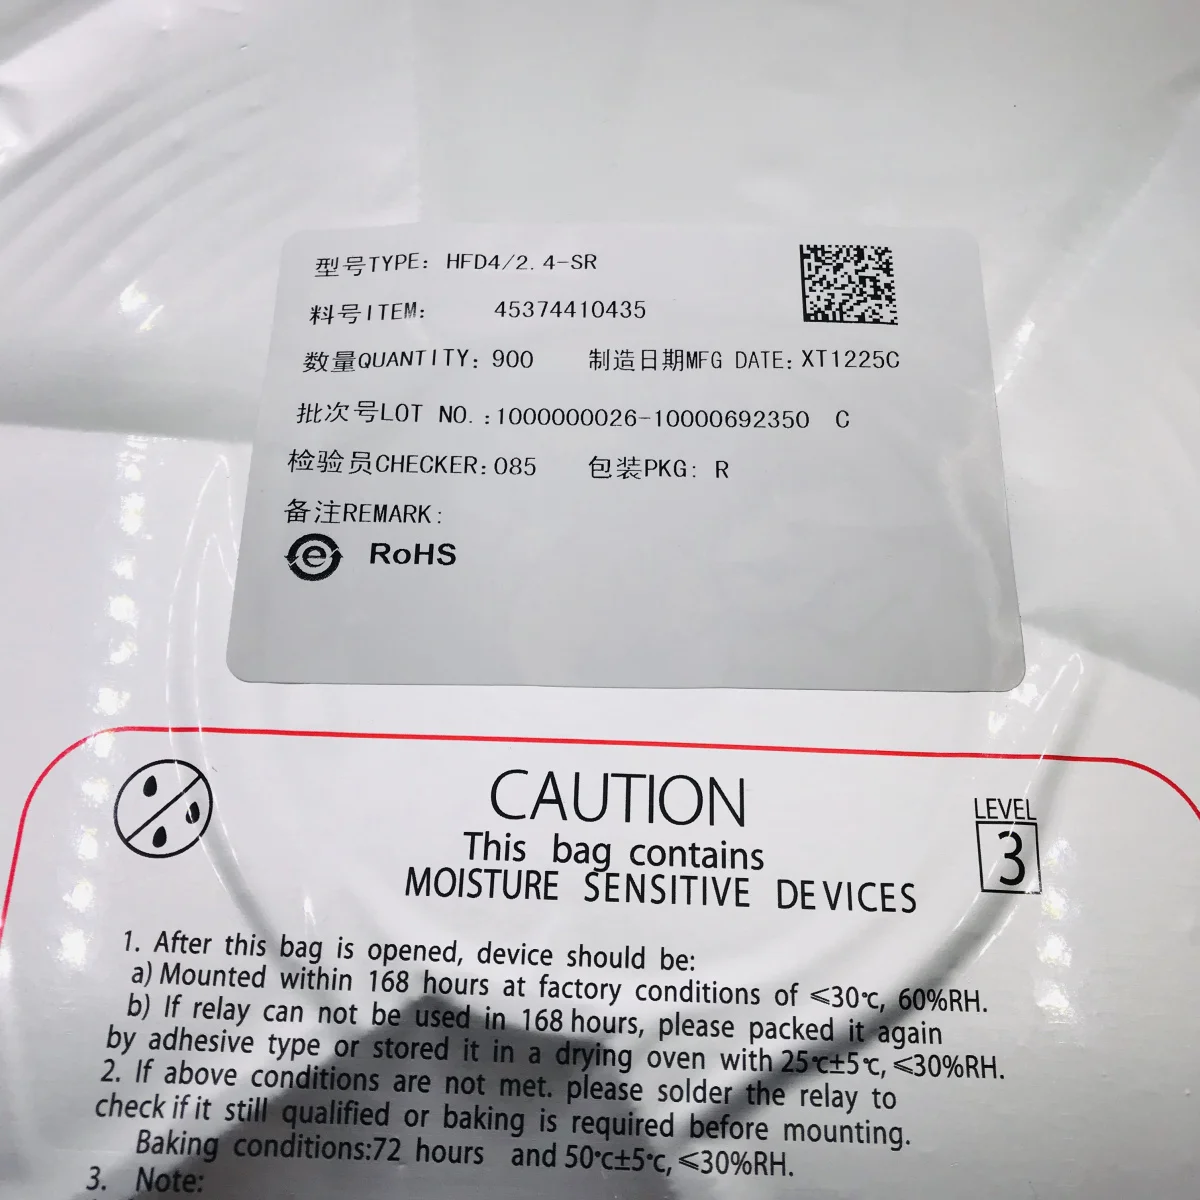 型号TYPE: HFD4/2.4-SR
料号ITEM: 45374410435
数量QUANTITY: 900 制造日期MFG DATE: XT1225C
批次号LOT NO.:1000000026-10000692350 C
检验员CHECKER: 085 包装PKG: R
备注REMARK:
e RoHS
CAUTION
LEVEL
3
This bag contains
MOISTURE SENSITIVE DEVICES
1. After this bag is opened, device should be:
a) Mounted within 168 hours at factory conditions of ≤30℃, 60%RH.
b) If relay can not be used in 168 hours, please packed it again
by adhesive type or stored it in a drying oven with 25℃±5℃, ≤30%RH.
2. If above conditions are not met. please solder the relay to
check if it still qualified or baking is required before mounting.
Baking conditions:72 hours and 50℃±5℃, ≤30%RH.
3. Note: